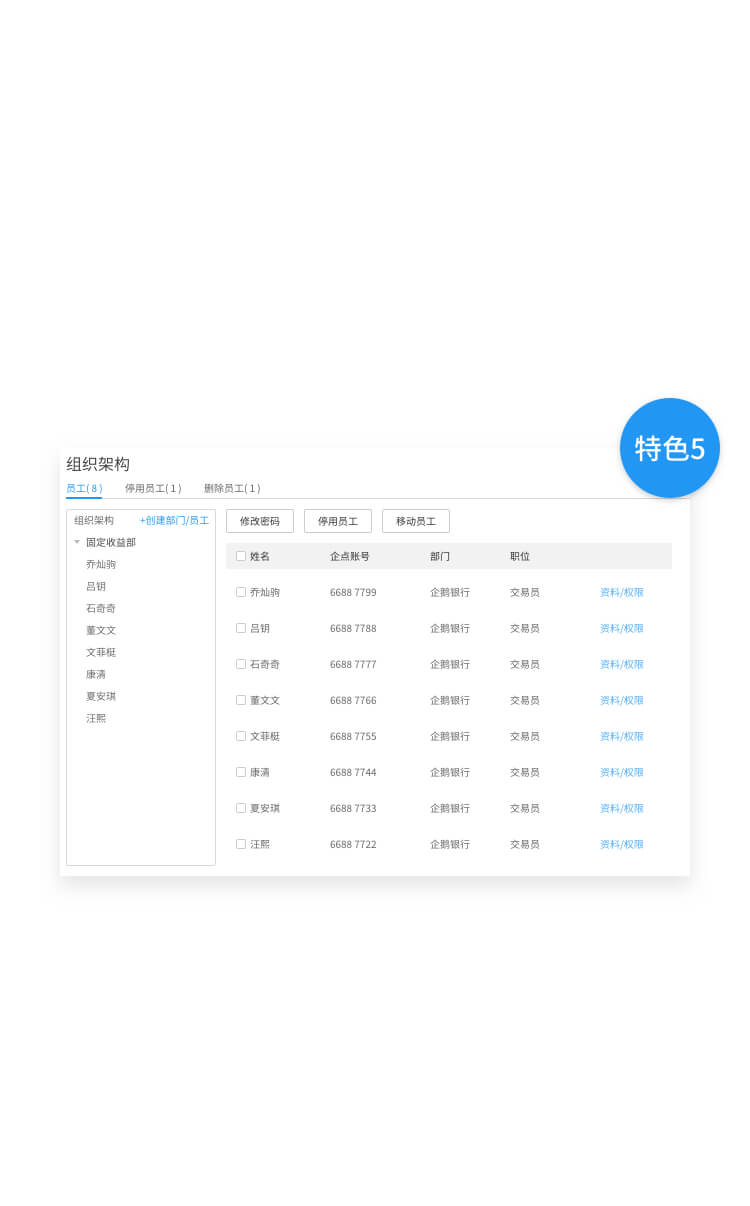 特色5
组织架构
员工( 8 ) 停用员工( 1 ) 删除员工( 1 )
组织架构 +创建部门/员工
固定收益部
乔灿驹
吕钥
石奇奇
董文文
文菲梃
康清
夏安琪
汪熙
修改密码 停用员工 移动员工
姓名 企点账号 部门 职位
乔灿驹 6688 7799 企鹅银行 交易员 资料/权限
吕钥 6688 7788 企鹅银行 交易员 资料/权限
石奇奇 6688 7777 企鹅银行 交易员 资料/权限
董文文 6688 7766 企鹅银行 交易员 资料/权限
文菲梃 6688 7755 企鹅银行 交易员 资料/权限
康清 6688 7744 企鹅银行 交易员 资料/权限
夏安琪 6688 7733 企鹅银行 交易员 资料/权限
汪熙 6688 7722 企鹅银行 交易员 资料/权限